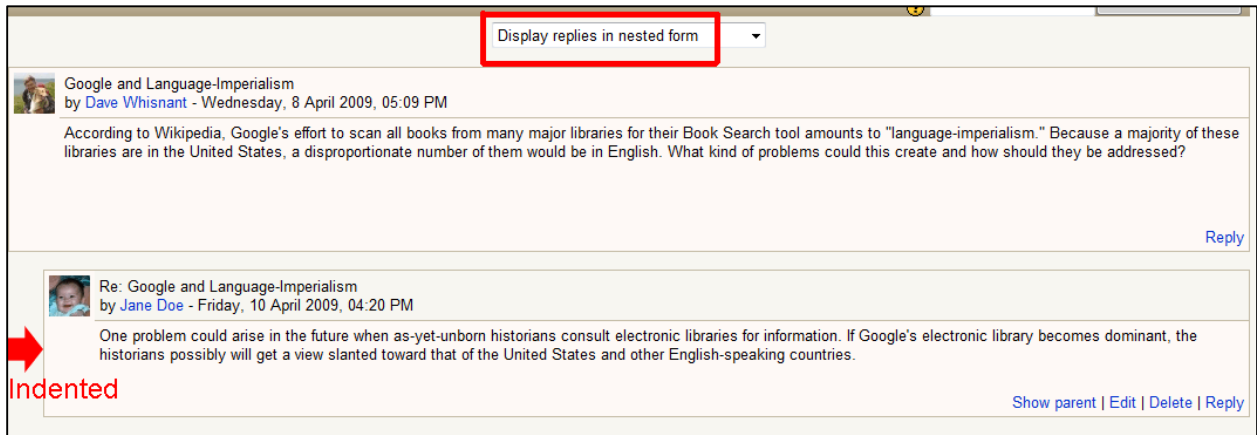 Display replies in nested form
Google and Language-Imperialism
by Dave Whisnant - Wednesday, 8 April 2009, 05:09 PM
According to Wikipedia, Google's effort to scan all books from many major libraries for their Book Search tool amounts to "language-imperialism." Because a majority of these
libraries are in the United States, a disproportionate number of them would be in English. What kind of problems could this create and how should they be addressed?
Reply
Re: Google and Language-Imperialism
by Jane Doe - Friday, 10 April 2009, 04:20 PM
One problem could arise in the future when as-yet-unborn historians consult electronic libraries for information. If Google's electronic library becomes dominant, the
historians possibly will get a view slanted toward that of the United States and other English-speaking countries.
Indented
Show parent | Edit | Delete | Reply